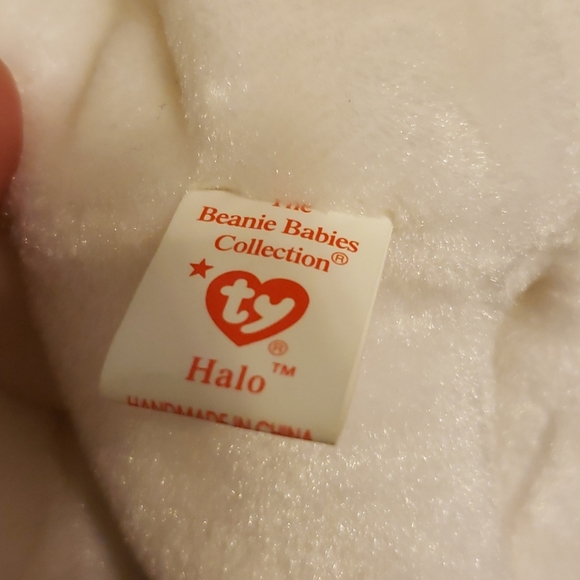 The
Beanie Babies
Collection®
ty®
Halo™
HANDMADE IN CHINA